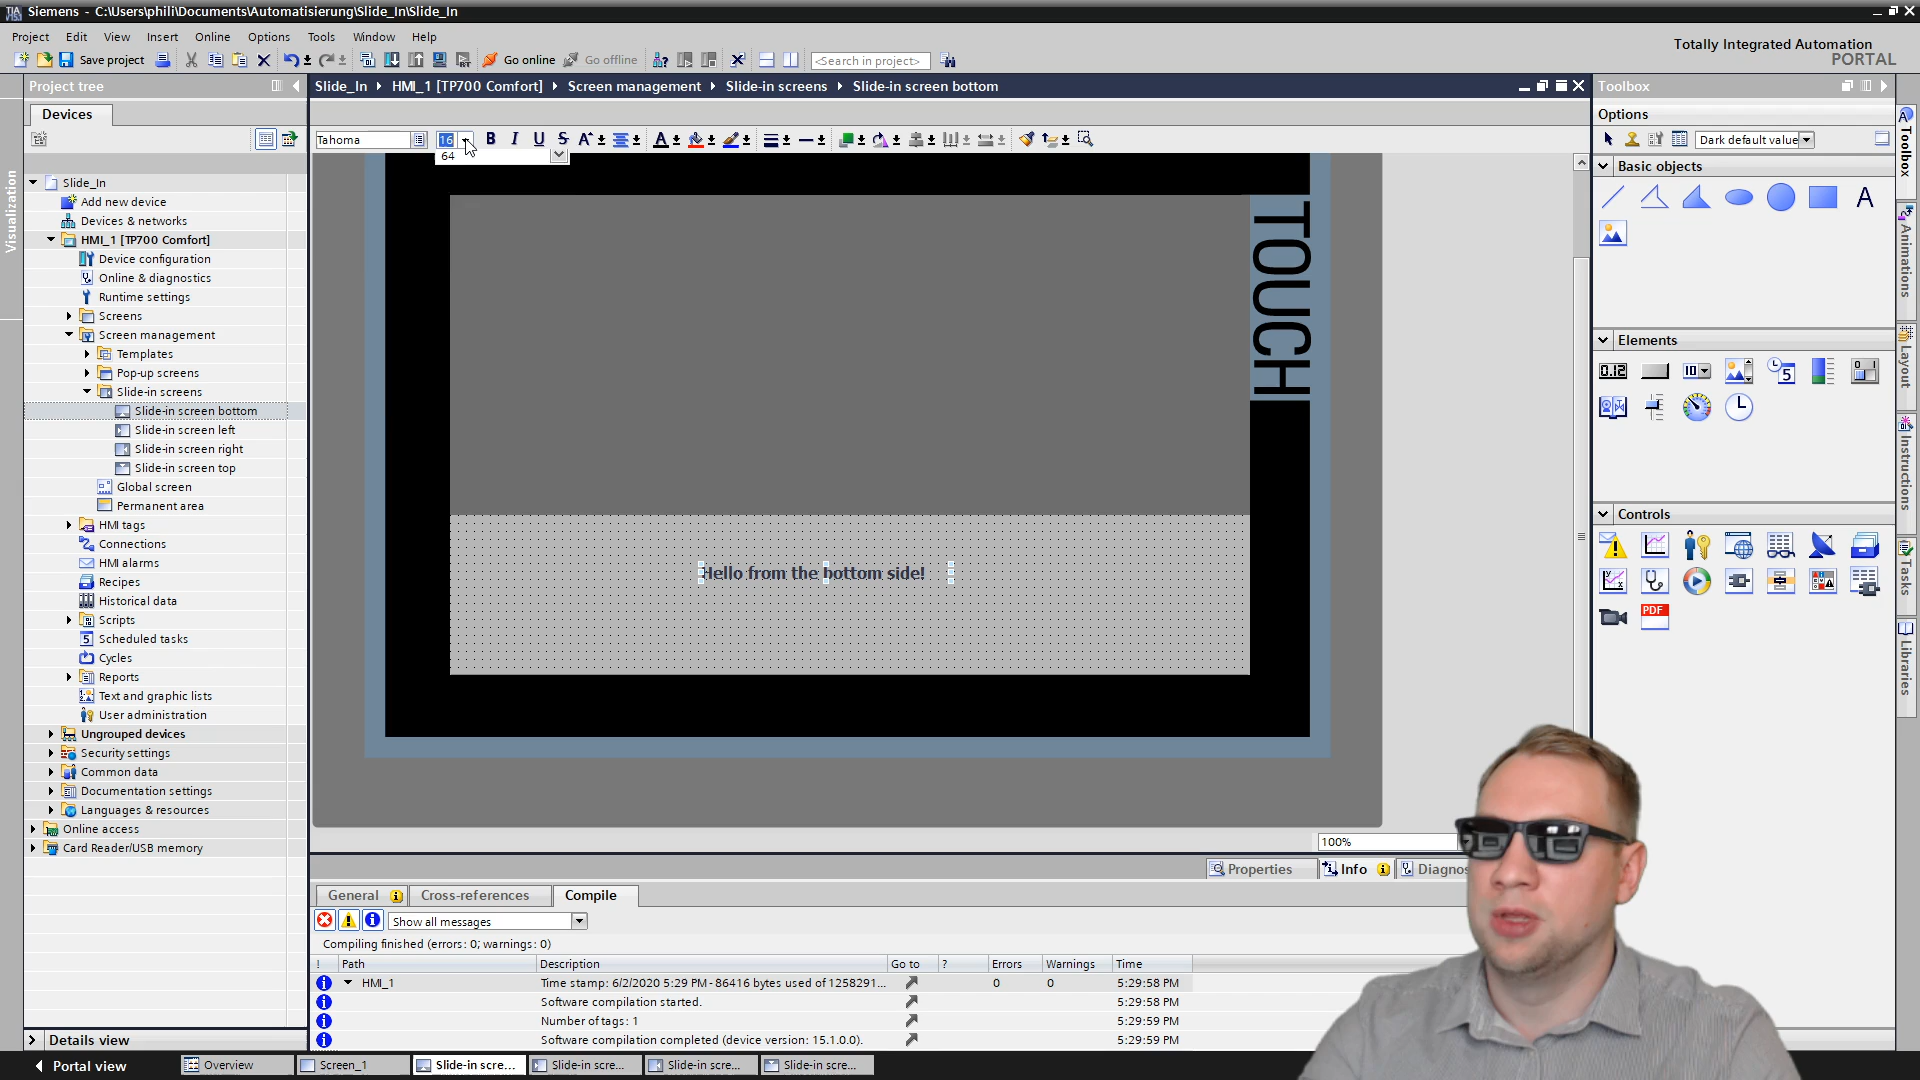 Siemens - C:\Users\phili\Documents\Automatisierung\Slide_In\Slide_In
Project Edit View Insert Online Options Tools Window Help
Totally Integrated Automation
PORTAL
Save project
Go online
Go offline
<Search in project>
Project tree
Slide_In HMI_1 [TP700 Comfort] Screen management Slide-in screens Slide-in screen bottom
Toolbox
Devices
Options
Tahoma
16
64
Dark default value
Visualization
Slide_In
Add new device
Devices & networks
HMI_1 [TP700 Comfort]
Device configuration
Online & diagnostics
Runtime settings
Screens
Screen management
Templates
Pop-up screens
Slide-in screens
Slide-in screen bottom
Slide-in screen left
Slide-in screen right
Slide-in screen top
Global screen
Permanent area
HMI tags
Connections
HMI alarms
Recipes
Historical data
Scripts
Scheduled tasks
Cycles
Reports
Text and graphic lists
User administration
Ungrouped devices
Security settings
Common data
Documentation settings
Languages & resources
Online access
Card Reader/USB memory
Details view
TOUCH
Hello from the bottom side!
100%
Basic objects
Elements
Controls
PDF
Toolbox
Animations
Layout
Instructions
Tasks
Libraries
Properties Info Diagnos
General Cross-references Compile
Show all messages
Compiling finished (errors: 0; warnings: 0)
! Path Description Go to ? Errors Warnings Time
HMI_1 Time stamp: 6/2/2020 5:29 PM - 86416 bytes used of 1258291... 0 0 5:29:58 PM
Software compilation started. 5:29:58 PM
Number of tags: 1 5:29:59 PM
Software compilation completed (device version: 15.1.0.0). 5:29:59 PM
Portal view Overview Screen_1 Slide-in scre... Slide-in scre... Slide-in scre... Slide-in scre...